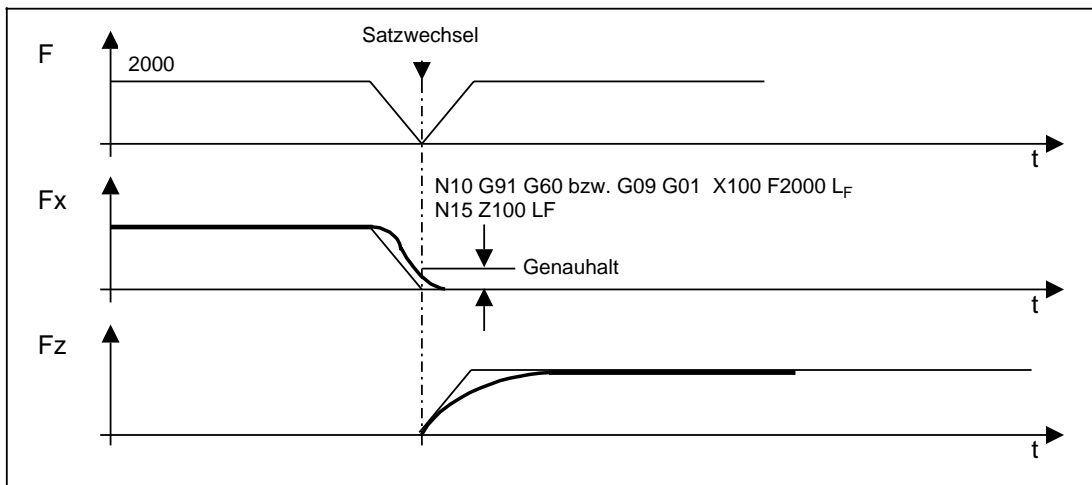 Satzwechsel
F
2000
t
Fx
N10 G91 G60 bzw. G09 G01 X100 F2000 LF
N15 Z100 LF
Genauhalt
t
Fz
t